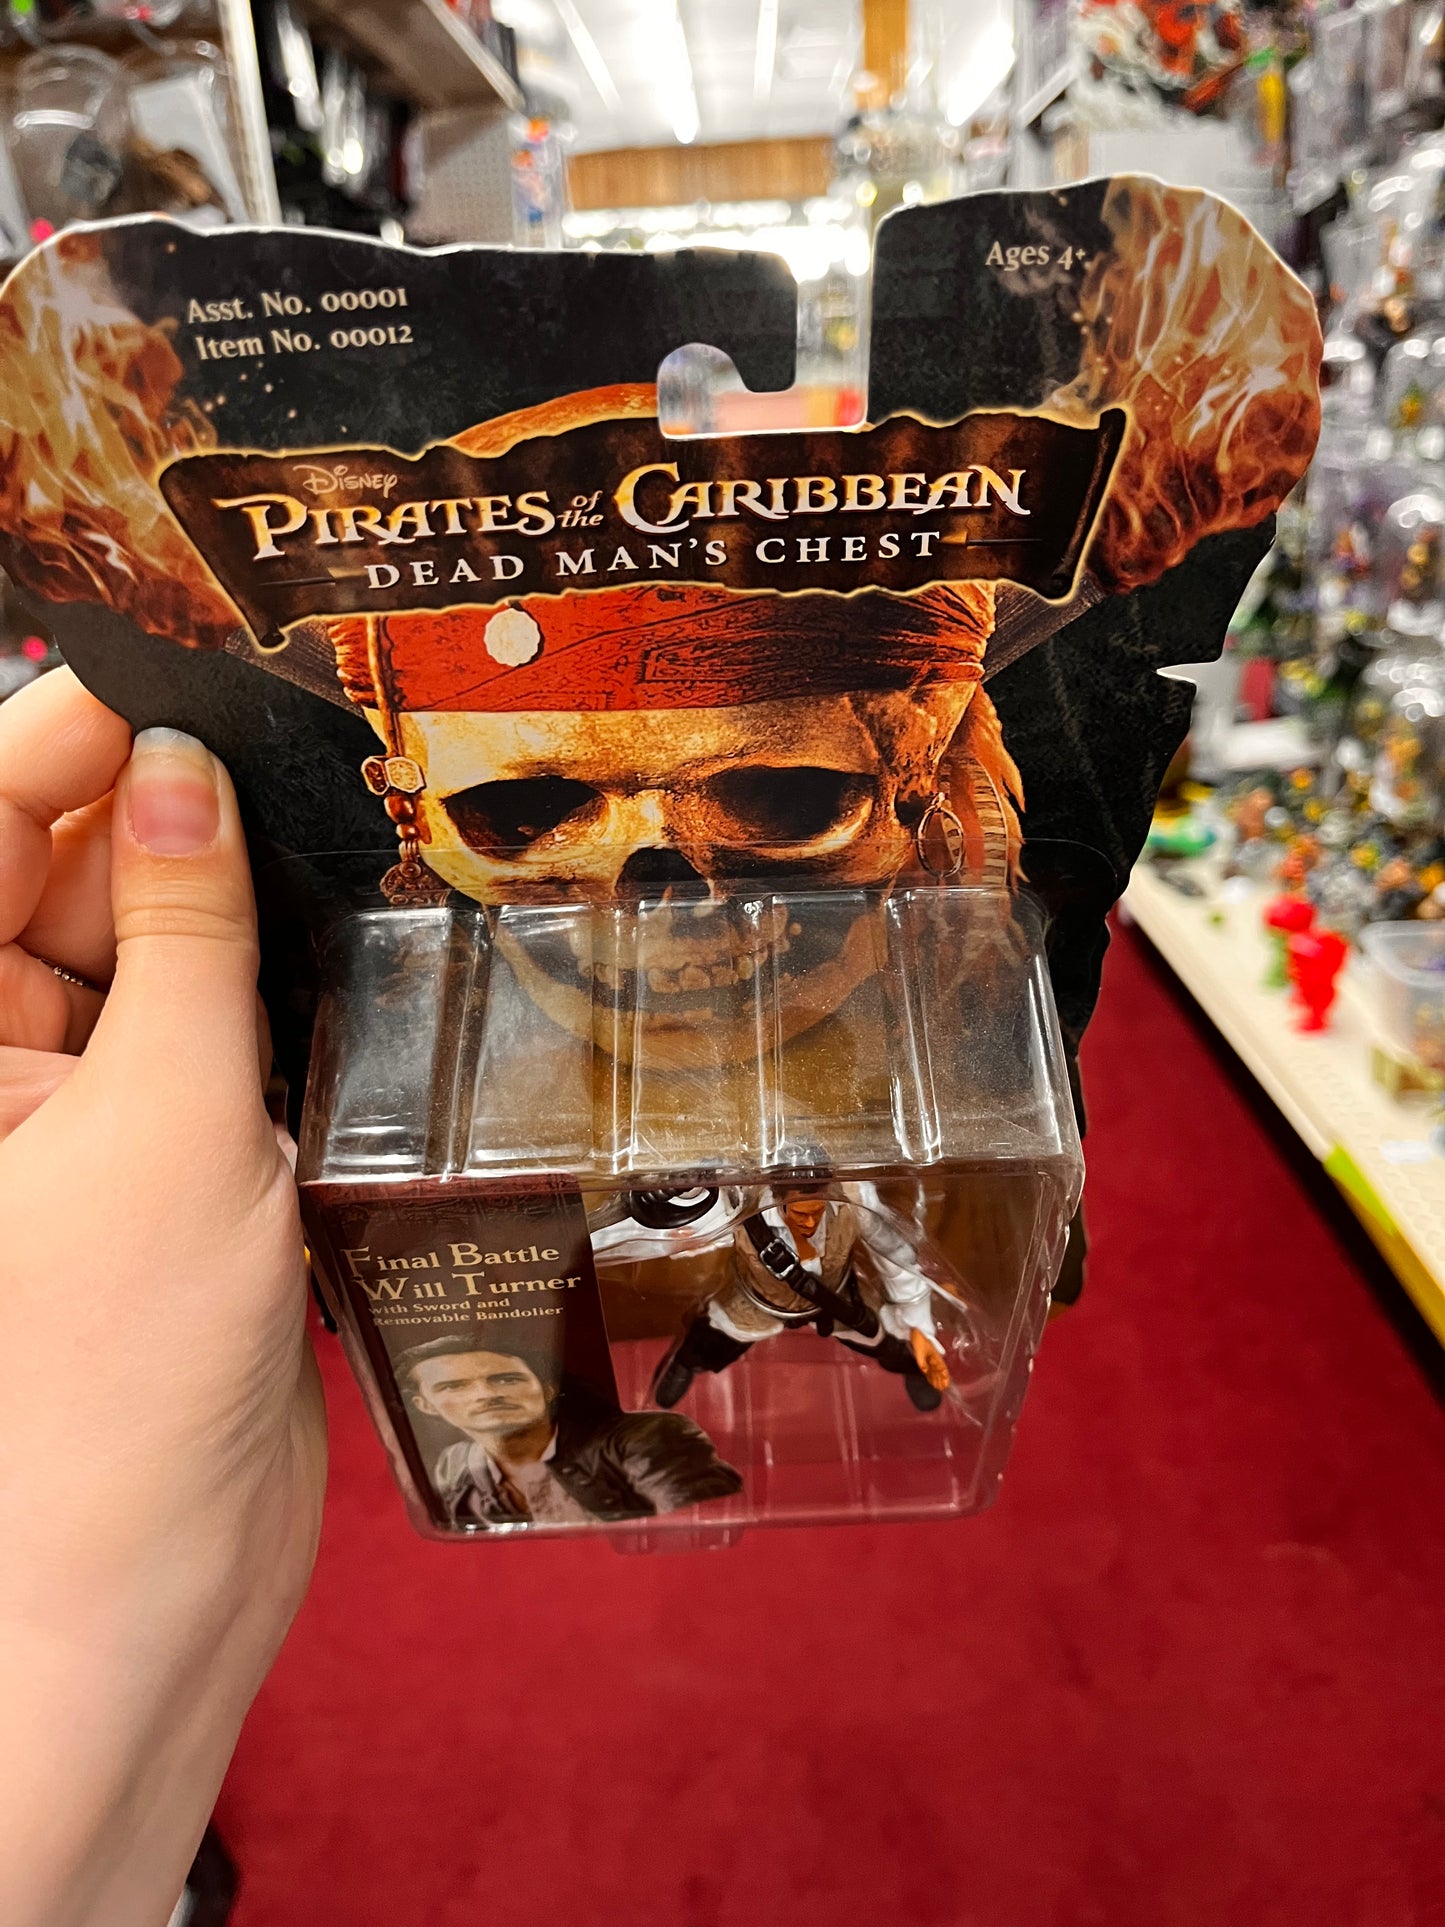 Asst. No. 00001
Item No. 00012
Ages 4+
Disney
Pirates of the Caribbean
DEAD MAN'S CHEST
Final Battle
Will Turner
with Sword and
Removable Bandolier